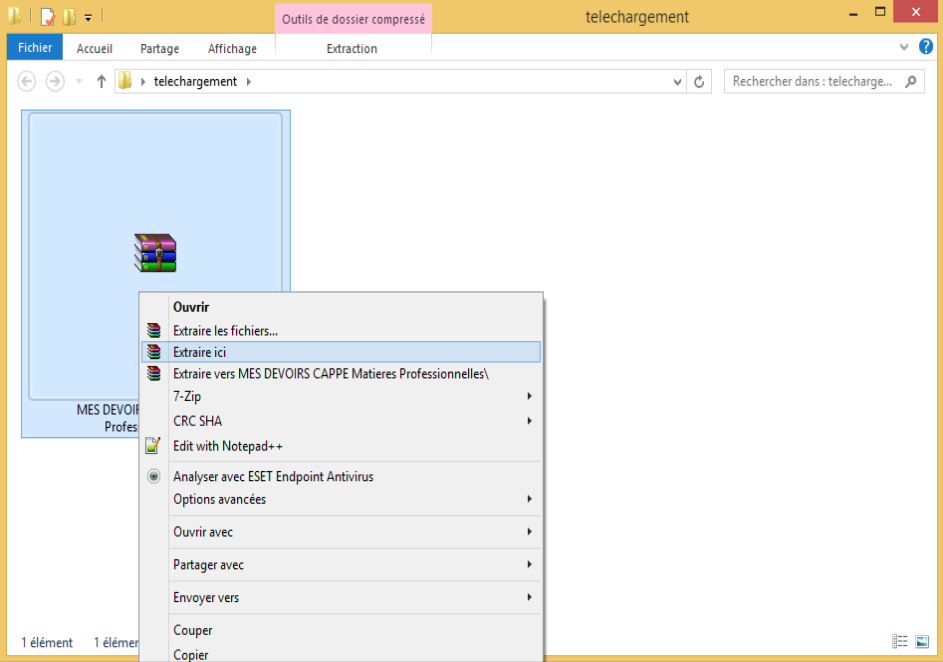 Outils de dossier compressé
telechargement
Fichier
Accueil
Partage
Affichage
Extraction
telechargement
Rechercher dans : telecharge...
MES DEVOI
Profes
Ouvrir
Extraire les fichiers...
Extraire ici
Extraire vers MES DEVOIRS CAPPE Matieres Professionnelles\
7-Zip
CRC SHA
Edit with Notepad++
Analyser avec ESET Endpoint Antivirus
Options avancées
Ouvrir avec
Partager avec
Envoyer vers
Couper
Copier
1 élément
1 élémen